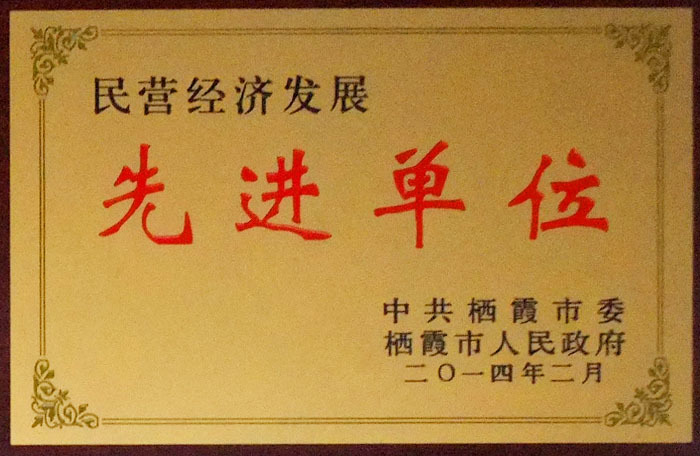 民营经济发展
先进单位
中共栖霞市委
栖霞市人民政府
二〇一四年二月